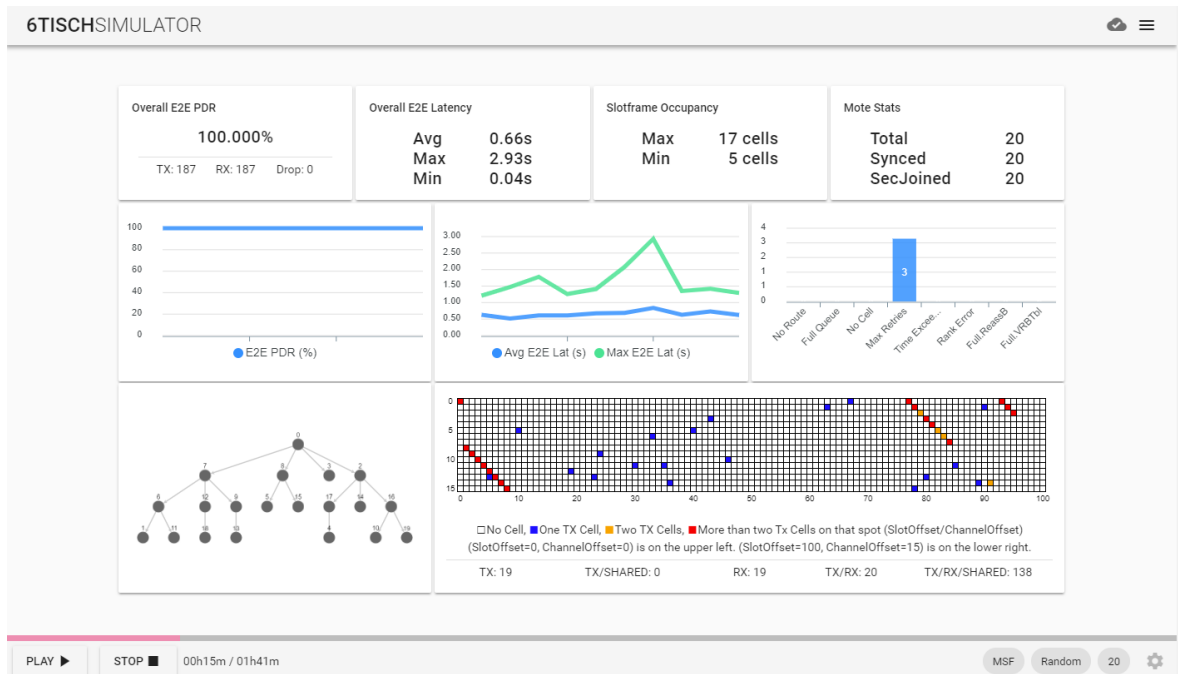 6TISCHSIMULATOR
Overall E2E PDR
100.000%
TX: 187 RX: 187 Drop: 0
Overall E2E Latency
Avg 0.66s
Max 2.93s
Min 0.04s
Slotframe Occupancy
Max 17 cells
Min 5 cells
Mote Stats
Total 20
Synced 20
SecJoined 20
100
80
60
40
20
0
E2E PDR (%)
3.00
2.50
2.00
1.50
1.00
0.50
0.00
Avg E2E Lat (s) Max E2E Lat (s)
4
3
2
1
1
0
3
No Route
Full Queue
No Cell
Max Retries
Time Excee...
Rank Error
Full.ReassB
Full.VRBTbl
0
7 8 3 2
6 12 9 5 15 17 14 16
1 11 18 13 4 10 19
0
5
10
15
0 10 20 30 40 50 60 70 80 90 100
No Cell, One TX Cell, Two TX Cells, More than two Tx Cells on that spot (SlotOffset/ChannelOffset)
(SlotOffset=0, ChannelOffset=0) is on the upper left. (SlotOffset=100, ChannelOffset=15) is on the lower right.
TX: 19 TX/SHARED: 0 RX: 19 TX/RX: 20 TX/RX/SHARED: 138
PLAY STOP 00h15m / 01h41m MSF Random 20